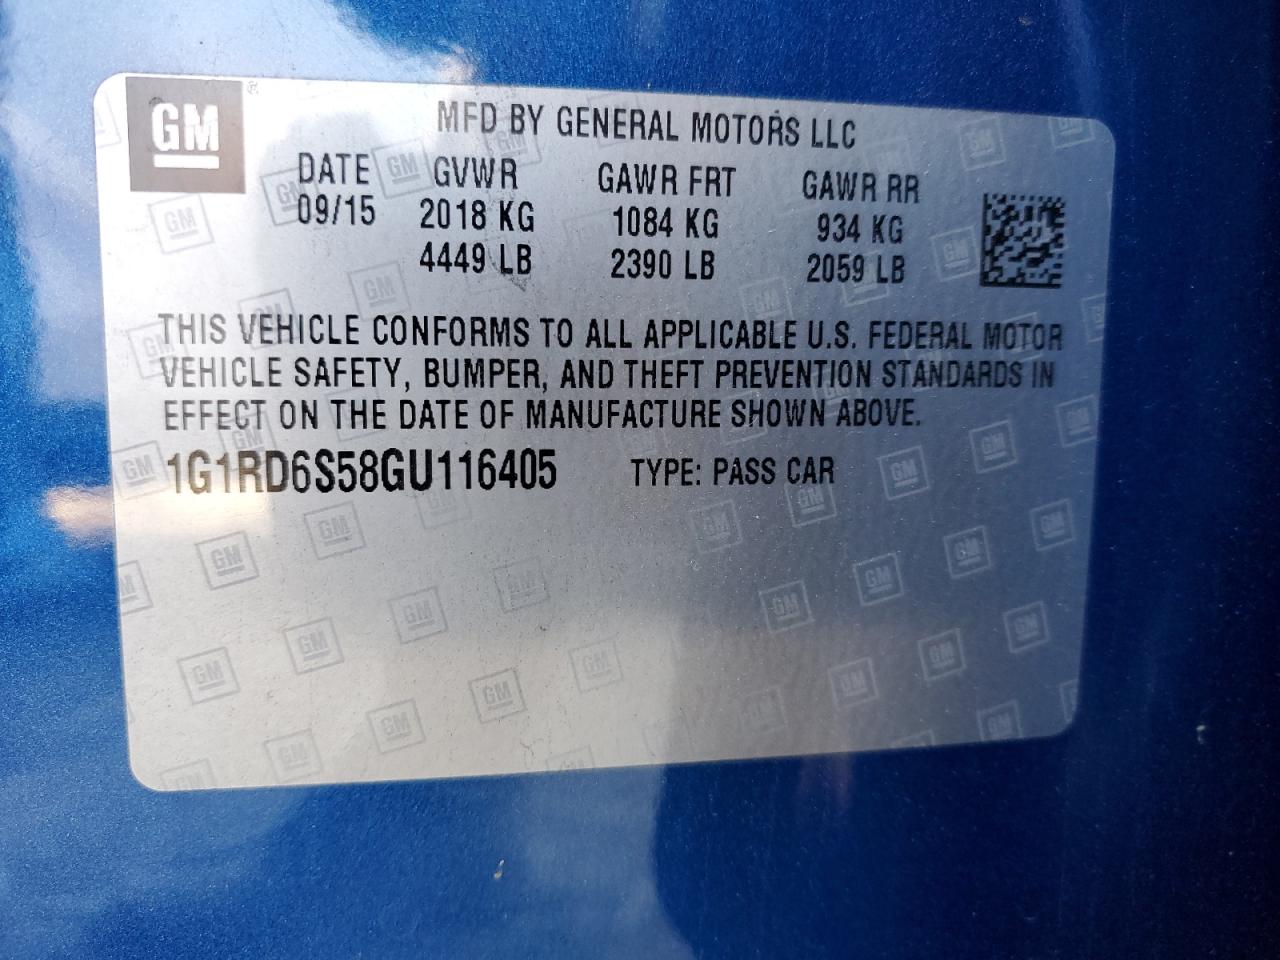 GM ®
MFD BY GENERAL MOTORS LLC
DATE GVWR GAWR FRT GAWR RR
09/15 2018 KG 1084 KG 934 KG
4449 LB 2390 LB 2059 LB
THIS VEHICLE CONFORMS TO ALL APPLICABLE U.S. FEDERAL MOTOR
VEHICLE SAFETY, BUMPER, AND THEFT PREVENTION STANDARDS IN
EFFECT ON THE DATE OF MANUFACTURE SHOWN ABOVE.
1G1RD6S58GU116405 TYPE: PASS CAR